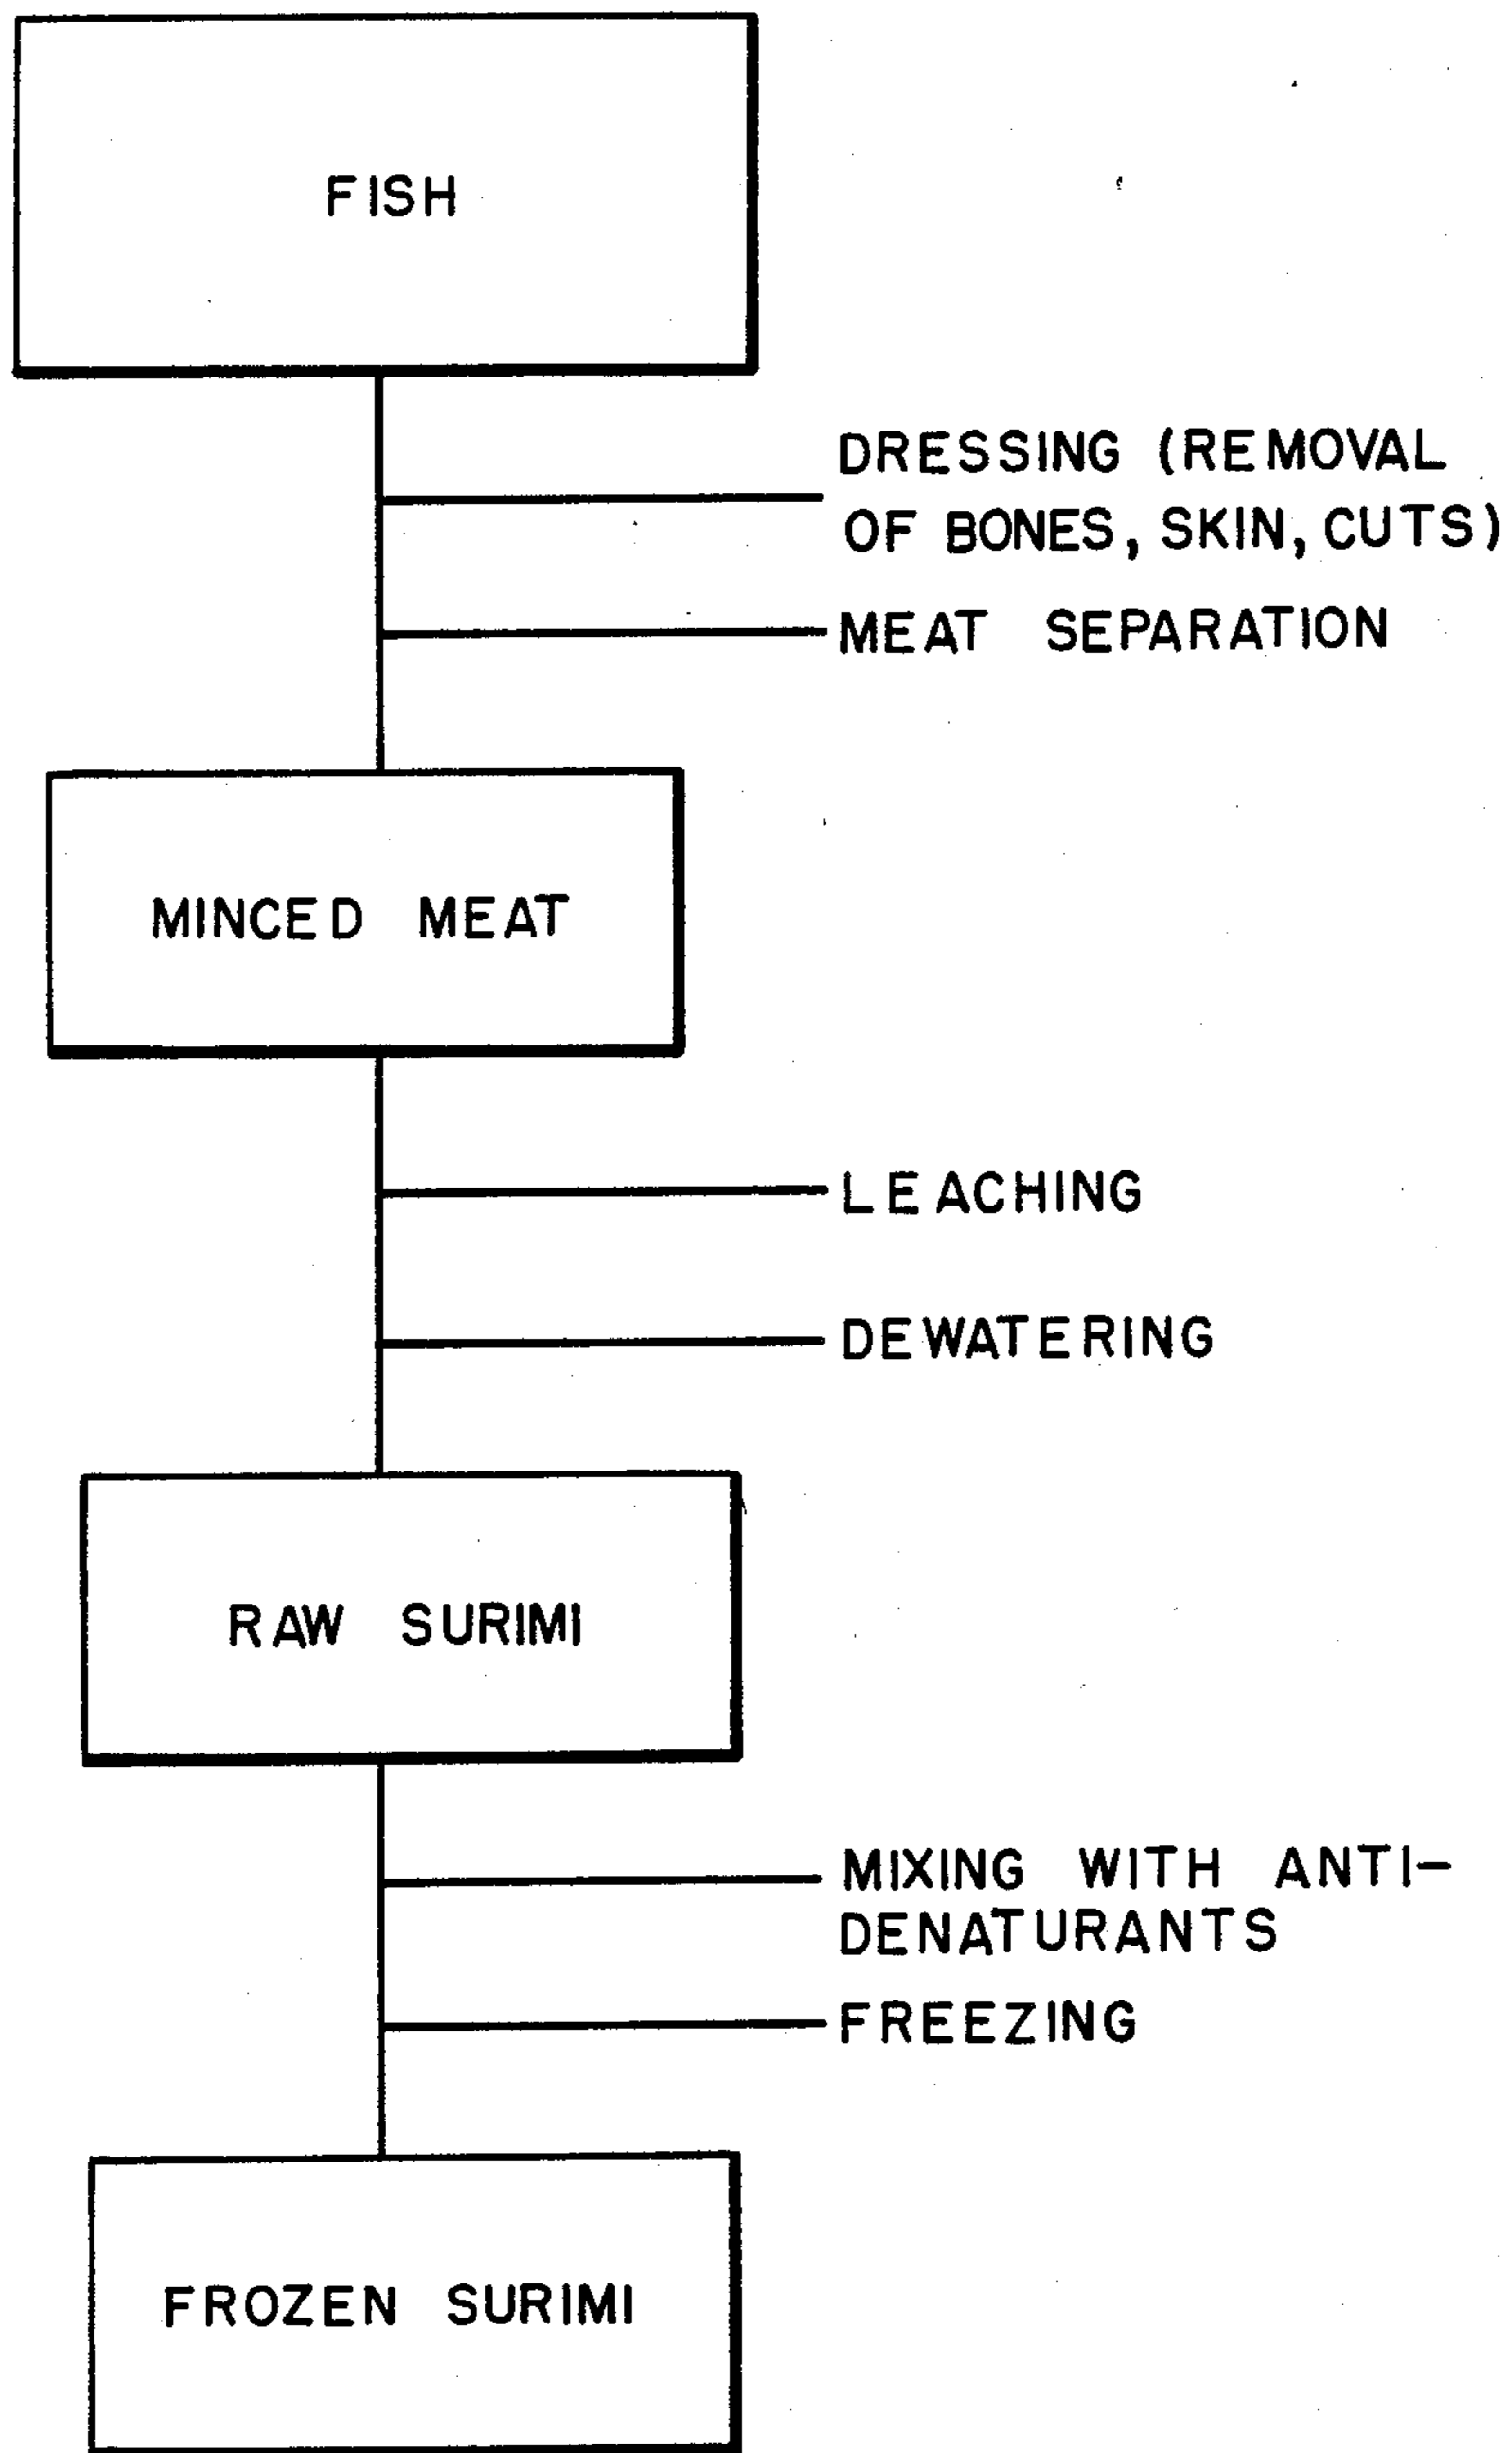 FISH
DRESSING (REMOVAL
OF BONES, SKIN, CUTS)
MEAT SEPARATION
MINCED MEAT
LEACHING
DEWATERING
RAW SURIMI
MIXING WITH ANTI-
DENATURANTS
FREEZING
FROZEN SURIMI